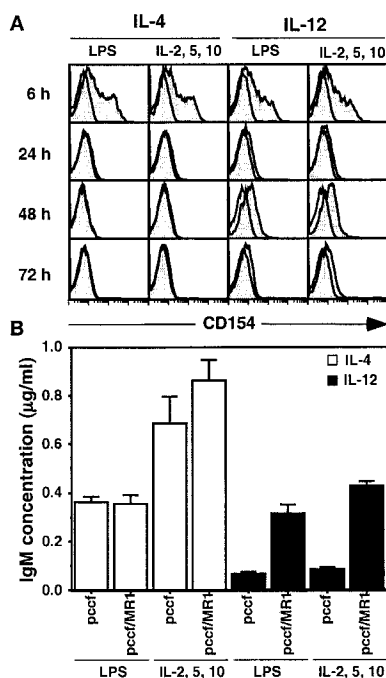 A
IL-4 IL-12
LPS IL-2, 5, 10 LPS IL-2, 5, 10
6 h
24 h
48 h
72 h
CD154
B
IgM concentration (μg/ml)
1.0
0.8
0.6
0.4
0.2
0.0
IL-4
IL-12
pccf pccf/MR1 pccf pccf/MR1 pccf pccf/MR1 pccf pccf/MR1
LPS IL-2, 5, 10 LPS IL-2, 5, 10